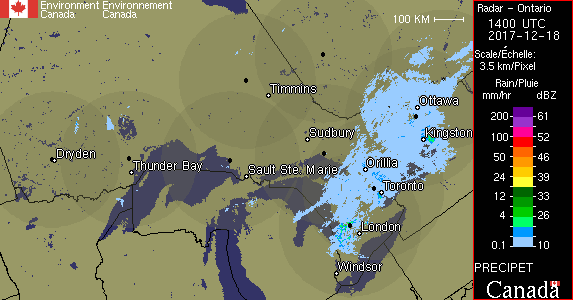 Environment Environnement
Canada Canada
100 KM
Radar - Ontario
1400 UTC
2017-12-18
Scale/Échelle:
3.5 km/Pixel
Rain/Pluie
mm/hr dBZ
200 61
100 52
50 46
24 39
12 33
4 26
0.1 10
PRECIPET
Canada
Timmins
Ottawa
Sudbury
Kingston
Dryden
Thunder Bay
Sault Ste. Marie
Orillia
Toronto
London
Windsor